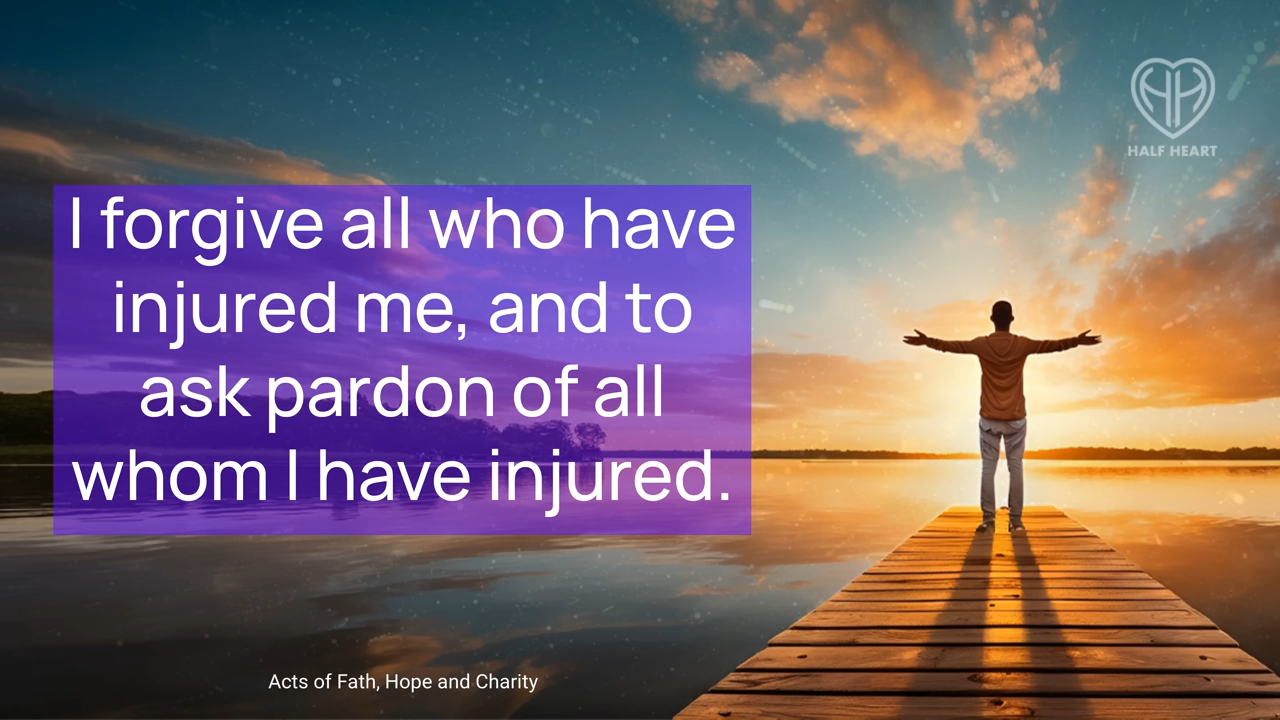 HALF HEART
I forgive all who have
injured me, and to
ask pardon of all
whom I have injured.
Acts of Fath, Hope and Charity